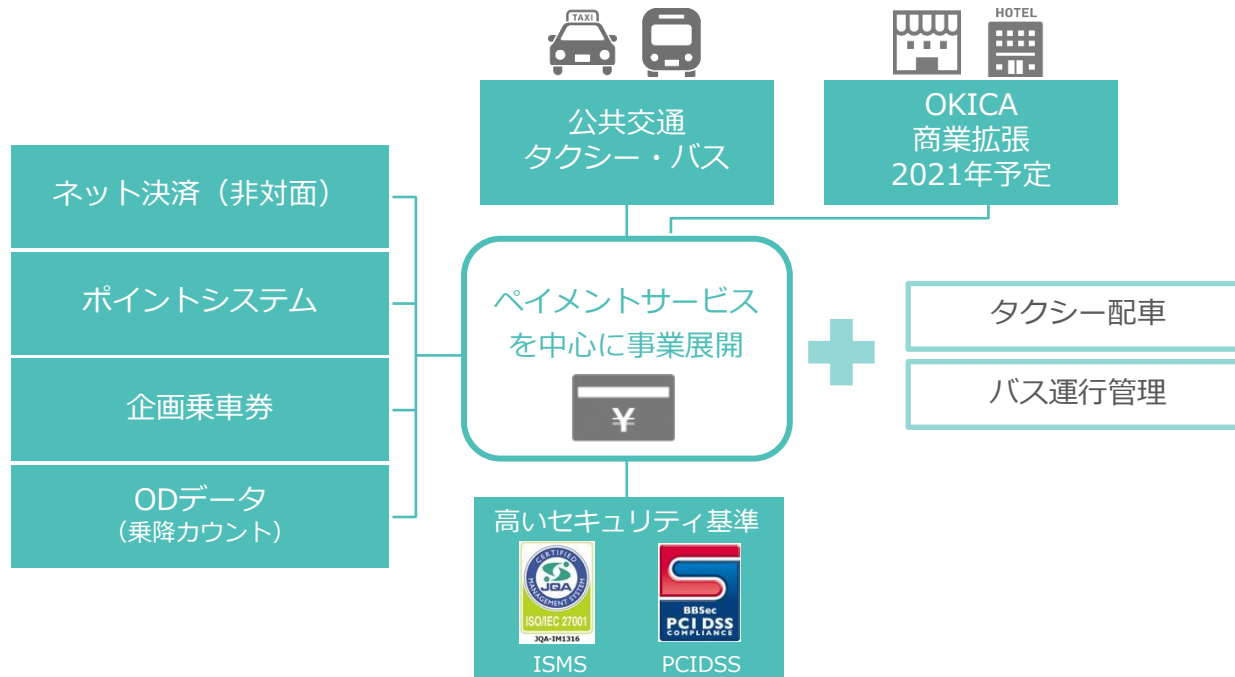 TAXI
HOTEL
公共交通
タクシー・バス
OKICA
商業拡張
2021年予定
ネット決済（非対面）
ポイントシステム
企画乗車券
ODデータ
（乗降カウント）
ペイメントサービス
を中心に事業展開
¥
タクシー配車
バス運行管理
高いセキュリティ基準
CERTIFIED
JQA
MANAGEMENT SYSTEM
ISO/IEC 27001
JQA-IM1316
BBSec
PCI DSS
COMPLIANCE
ISMS
PCIDSS